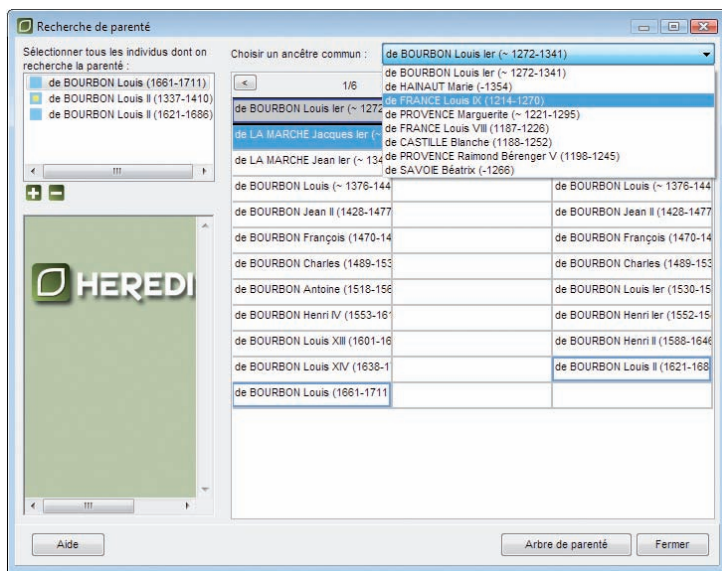 Recherche de parenté
Sélectionner tous les individus dont on
recherche la parenté :
de BOURBON Louis (1661-1711)
de BOURBON Louis II (1337-1410)
de BOURBON Louis II (1621-1686)
HEREDI
Choisir un ancêtre commun :
de BOURBON Louis Ier (~ 1272-1341)
de BOURBON Louis Ier (~ 1272-1341)
de HAINAUT Marie (-1354)
de FRANCE Louis IX (1214-1270)
de PROVENCE Marguerite (~ 1221-1295)
de FRANCE Louis VIII (1187-1226)
de CASTILLE Blanche (1188-1252)
de PROVENCE Raimond Bérenger V (1198-1245)
de SAVOIE Béatrix (-1266)
< 1/6
de BOURBON Louis Ier (~ 1272
de LA MARCHE Jacques Ier (~
de LA MARCHE Jean Ier (~ 134
de BOURBON Louis (~ 1376-144 de BOURBON Louis (~ 1376-144
de BOURBON Jean II (1428-1477 de BOURBON Jean II (1428-1477
de BOURBON François (1470-14 de BOURBON François (1470-14
de BOURBON Charles (1489-153 de BOURBON Charles (1489-153
de BOURBON Antoine (1518-156 de BOURBON Louis Ier (1530-15
de BOURBON Henri IV (1553-161 de BOURBON Henri Ier (1552-15
de BOURBON Louis XIII (1601-16 de BOURBON Henri II (1588-1646
de BOURBON Louis XIV (1638-1 de BOURBON Louis II (1621-168
de BOURBON Louis (1661-1711
Aide Arbre de parenté Fermer